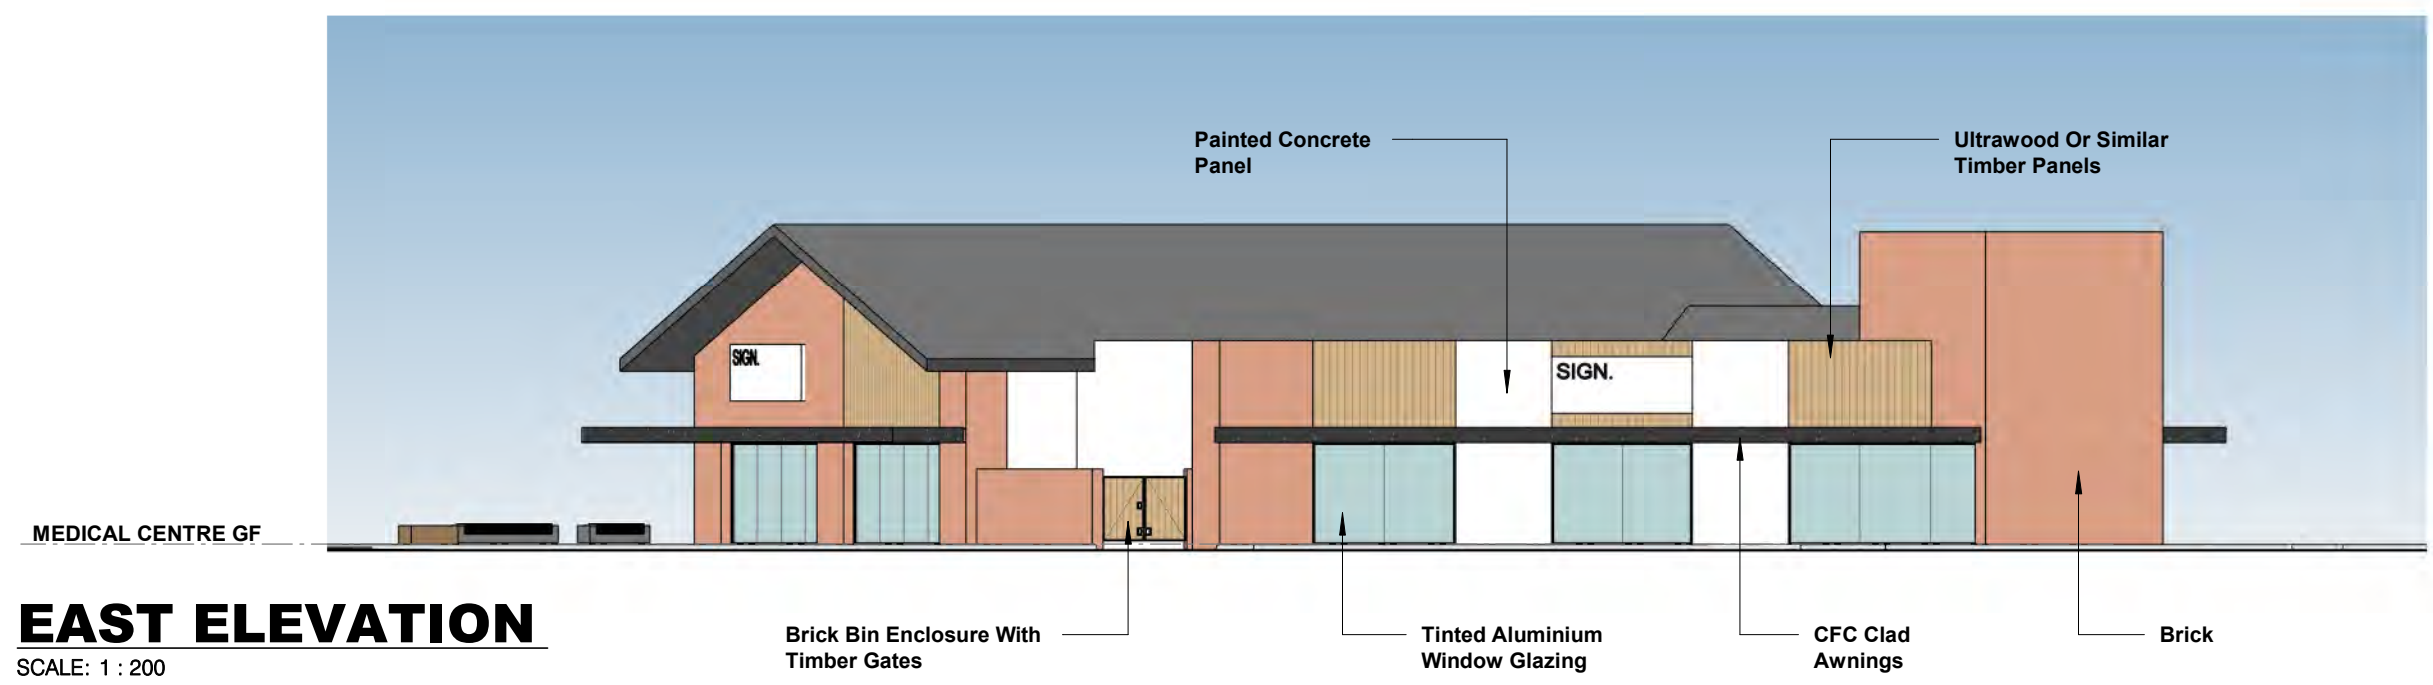 Painted Concrete
Panel
Ultrawood Or Similar
Timber Panels
SIGN.
SIGN.
MEDICAL CENTRE GF
EAST ELEVATION
SCALE: 1 : 200
Brick Bin Enclosure With
Timber Gates
Tinted Aluminium
Window Glazing
CFC Clad
Awnings
Brick